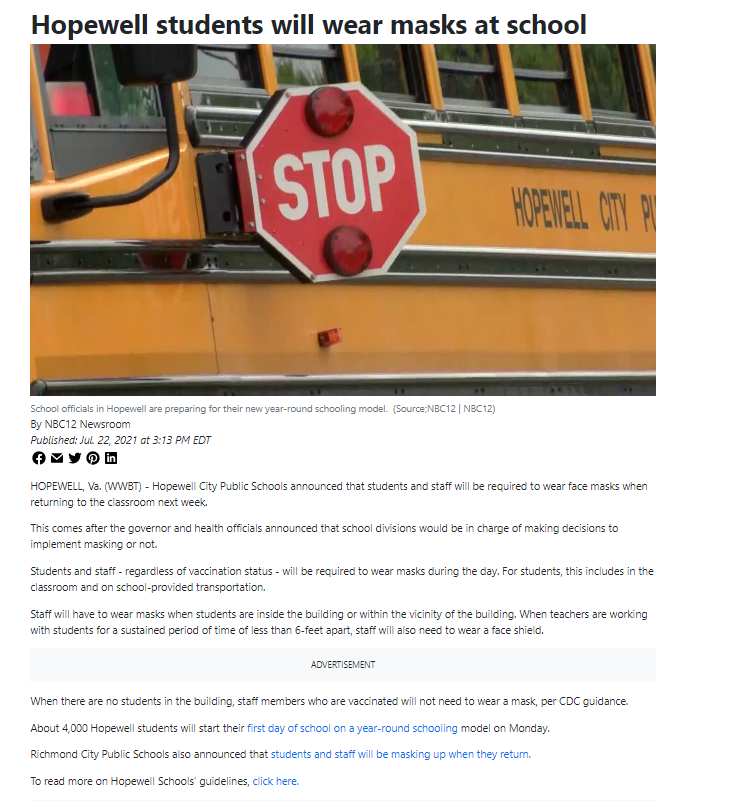 Hopewell students will wear masks at school
STOP
HOPEWELL CITY
School officials in Hopewell are preparing for their new year-round schooling model. (Source;NBC12 | NBC12)
By NBC12 Newsroom
Published: Jul. 22, 2021 at 3:13 PM EDT
HOPEWELL, Va. (WWBT) - Hopewell City Public Schools announced that students and staff will be required to wear face masks when
returning to the classroom next week.
This comes after the governor and health officials announced that school divisions would be in charge of making decisions to
implement masking or not.
Students and staff - regardless of vaccination status - will be required to wear masks during the day. For students, this includes in the
classroom and on school-provided transportation.
Staff will have to wear masks when students are inside the building or within the vicinity of the building. When teachers are working
with students for a sustained period of time of less than 6-feet apart, staff will also need to wear a face shield.
ADVERTISEMENT
When there are no students in the building, staff members who are vaccinated will not need to wear a mask, per CDC guidance.
About 4,000 Hopewell students will start their first day of school on a year-round schooling model on Monday.
Richmond City Public Schools also announced that students and staff will be masking up when they return.
To read more on Hopewell Schools' guidelines, click here.